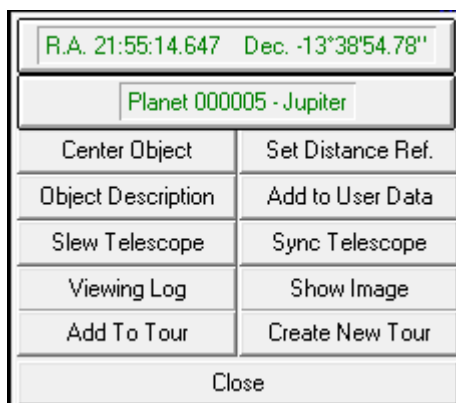 R.A. 21:55:14.647 Dec. -13°38'54.78"
Planet 000005 - Jupiter
Center Object Set Distance Ref.
Object Description Add to User Data
Slew Telescope Sync Telescope
Viewing Log Show Image
Add To Tour Create New Tour
Close